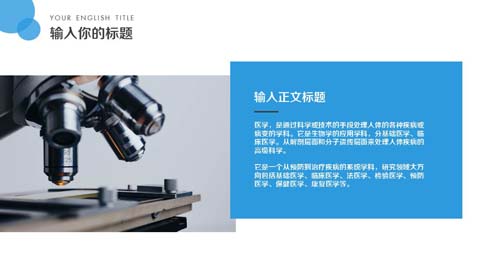 YOUR ENGLISH TITLE
输入你的标题
输入正文标题
医学，是通过科学或技术的手段处理人体的各种疾病或
病变的学科。它是生物学的应用学科，分基础医学、临
床医学。从解剖层面和分子遗传层面来处理人体疾病的
高级科学。
它是一个从预防到治疗疾病的系统学科，研究领域大方
向包括基础医学、临床医学、法医学、检验医学、预防
医学、保健医学、康复医学等。